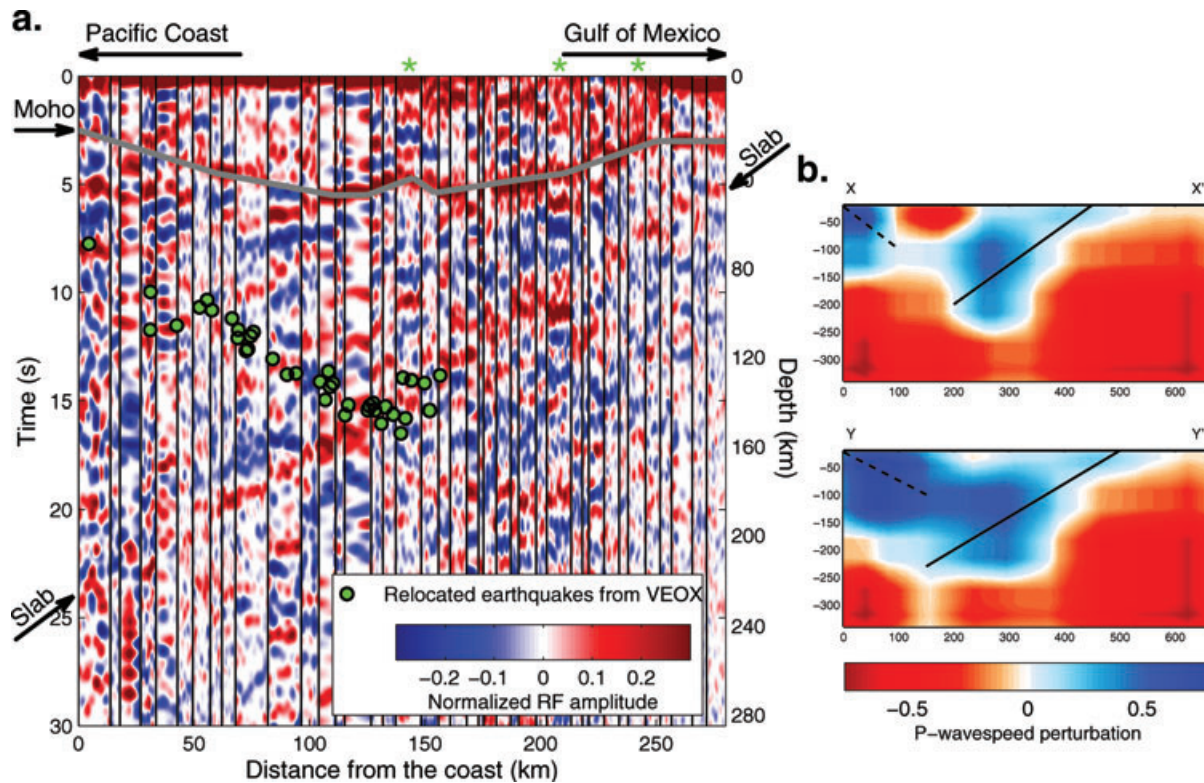 a.
Pacific Coast
Gulf of Mexico
* * *
Moho
Slab
Slab
0
5
10
15
20
25
30
Time (s)
0
40
80
120
160
200
240
280
Depth (km)
Relocated earthquakes from VEOX
−0.2 −0.1 0 0.1 0.2
Normalized RF amplitude
0 50 100 150 200 250
Distance from the coast (km)
b.
X X'
−50
−100
−150
−200
−250
−300
0 100 200 300 400 500 600
Y Y'
−50
−100
−150
−200
−250
−300
0 100 200 300 400 500 600
−0.5 0 0.5
P−wavespeed perturbation